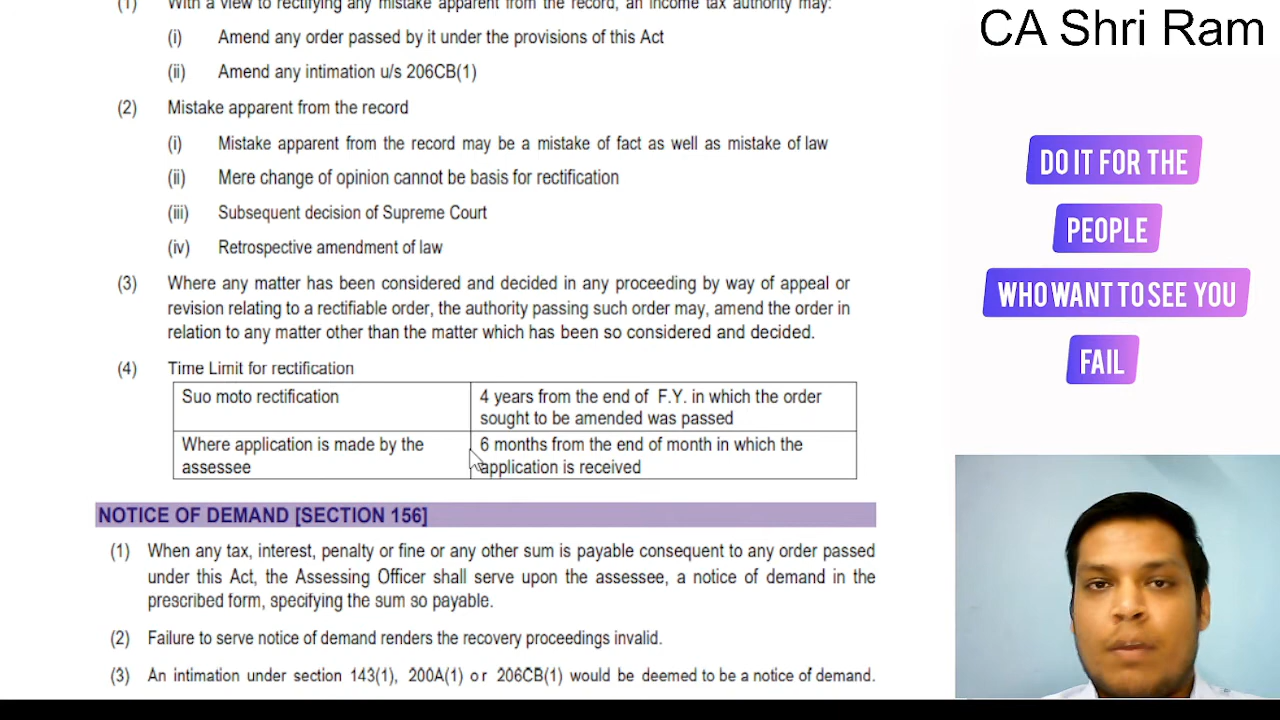 (1) With a view to rectifying any mistake apparent from the record, an income tax authority may:
(i) Amend any order passed by it under the provisions of this Act
(ii) Amend any intimation u/s 206CB(1)
(2) Mistake apparent from the record
(i) Mistake apparent from the record may be a mistake of fact as well as mistake of law
(ii) Mere change of opinion cannot be basis for rectification
(iii) Subsequent decision of Supreme Court
(iv) Retrospective amendment of law
(3) Where any matter has been considered and decided in any proceeding by way of appeal or
revision relating to a rectifiable order, the authority passing such order may, amend the order in
relation to any matter other than the matter which has been so considered and decided.
(4) Time Limit for rectification
Suo moto rectification
4 years from the end of F.Y. in which the order
sought to be amended was passed
Where application is made by the
assessee
6 months from the end of month in which the
application is received
NOTICE OF DEMAND [SECTION 156]
(1) When any tax, interest, penalty or fine or any other sum is payable consequent to any order passed
under this Act, the Assessing Officer shall serve upon the assessee, a notice of demand in the
prescribed form, specifying the sum so payable.
(2) Failure to serve notice of demand renders the recovery proceedings invalid.
(3) An intimation under section 143(1), 200A(1) or 206CB(1) would be deemed to be a notice of demand.
CA Shri Ram
DO IT FOR THE
PEOPLE
WHO WANT TO SEE YOU
FAIL